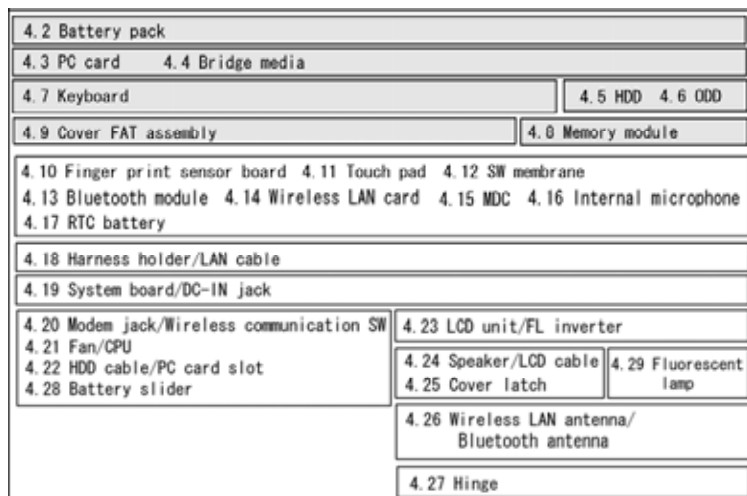 4.2 Battery pack
4.3 PC card 4.4 Bridge media
4.7 Keyboard
4.5 HDD 4.6 ODD
4.9 Cover FAT assembly
4.8 Memory module
4.10 Finger print sensor board 4.11 Touch pad 4.12 SW membrane
4.13 Bluetooth module 4.14 Wireless LAN card 4.15 MDC 4.16 Internal microphone
4.17 RTC battery
4.18 Harness holder/LAN cable
4.19 System board/DC-IN jack
4.20 Modem jack/Wireless communication SW
4.21 Fan/CPU
4.22 HDD cable/PC card slot
4.28 Battery slider
4.23 LCD unit/FL inverter
4.24 Speaker/LCD cable
4.25 Cover latch
4.29 Fluorescent
lamp
4.26 Wireless LAN antenna/
Bluetooth antenna
4.27 Hinge